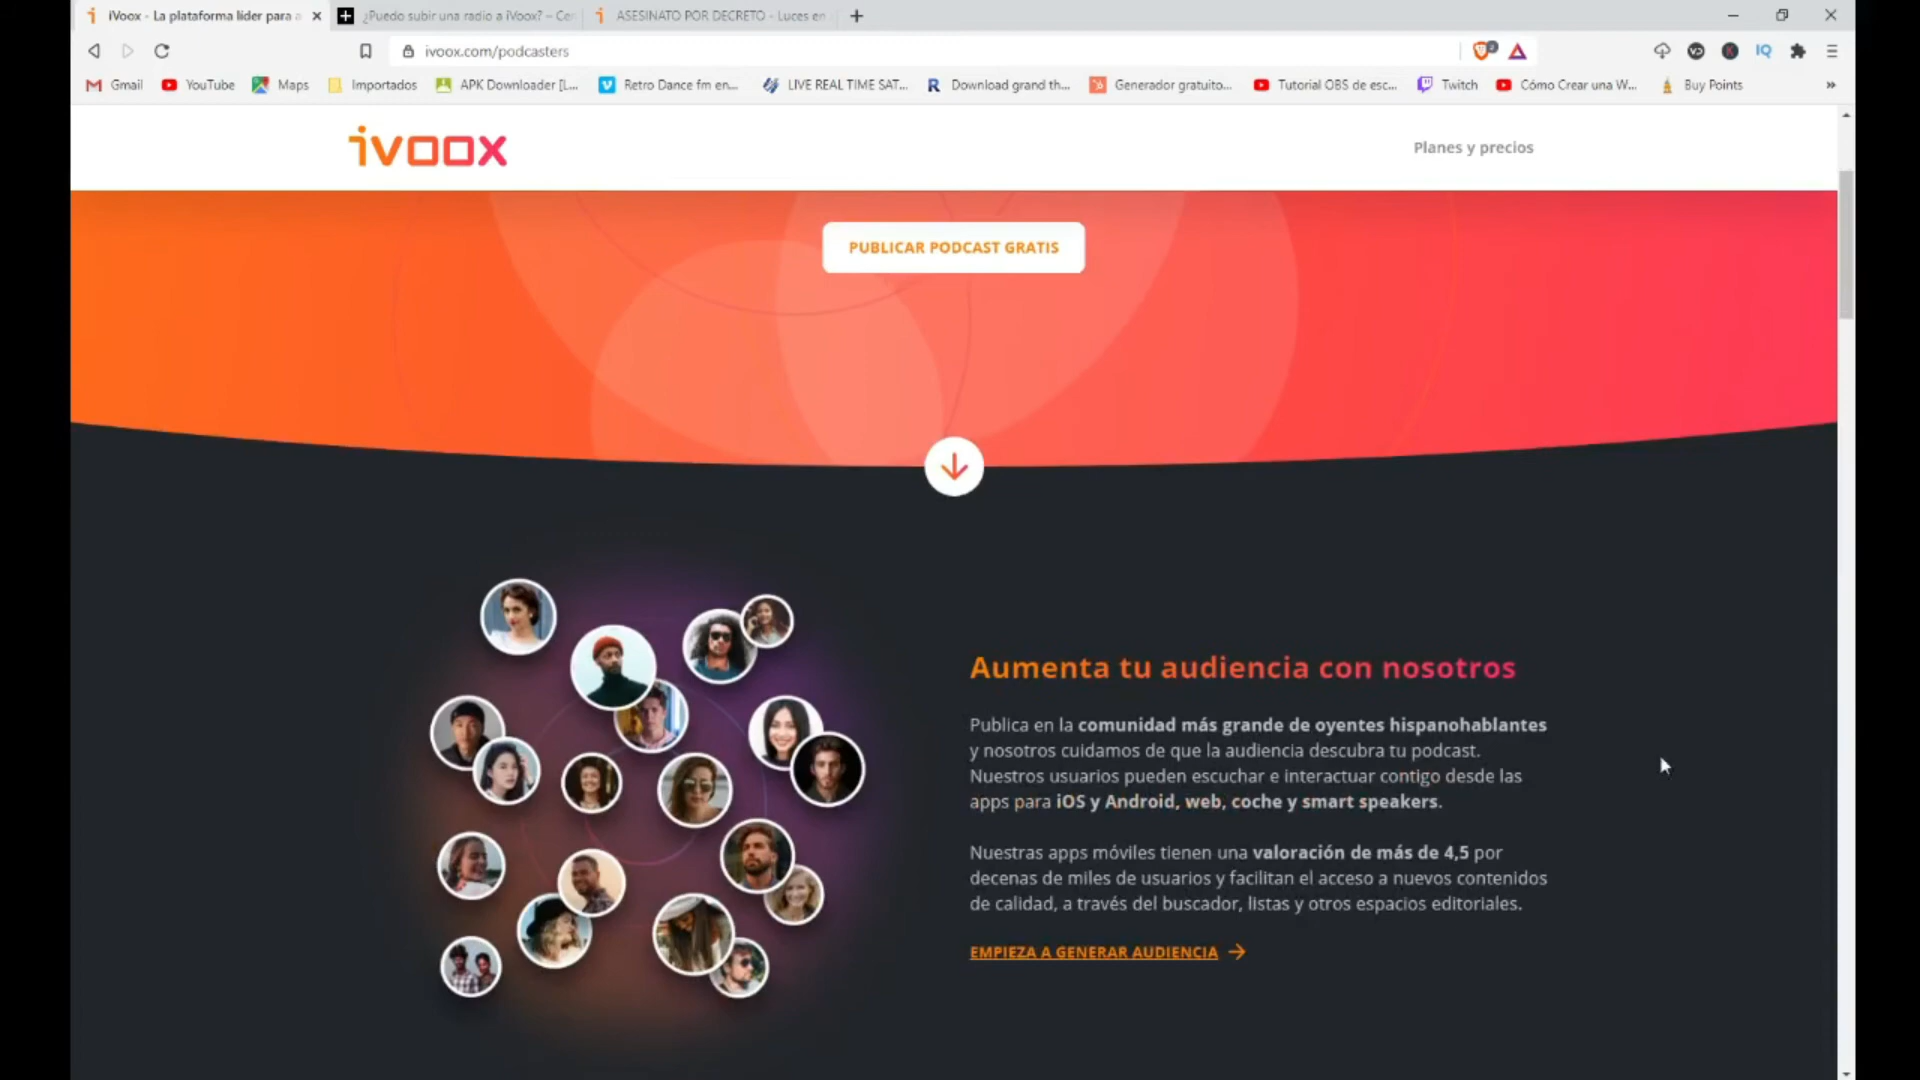 iVoox - La plataforma líder para a
¿Puedo subir una radio a iVoox? – Cen
ASESINATO POR DECRETO - Luces en
ivoox.com/podcasters
2
IQ
Gmail
YouTube
Maps
Importados
APK Downloader [L...
Retro Dance fm en...
LIVE REAL TIME SAT...
Download grand th...
Generador gratuito...
Tutorial OBS de esc...
Twitch
Cómo Crear una W...
Buy Points
ivoox
Planes y precios
PUBLICAR PODCAST GRATIS
Aumenta tu audiencia con nosotros
Publica en la comunidad más grande de oyentes hispanohablantes
y nosotros cuidamos de que la audiencia descubra tu podcast.
Nuestros usuarios pueden escuchar e interactuar contigo desde las
apps para iOS y Android, web, coche y smart speakers.
Nuestras apps móviles tienen una valoración de más de 4,5 por
decenas de miles de usuarios y facilitan el acceso a nuevos contenidos
de calidad, a través del buscador, listas y otros espacios editoriales.
EMPIEZA A GENERAR AUDIENCIA